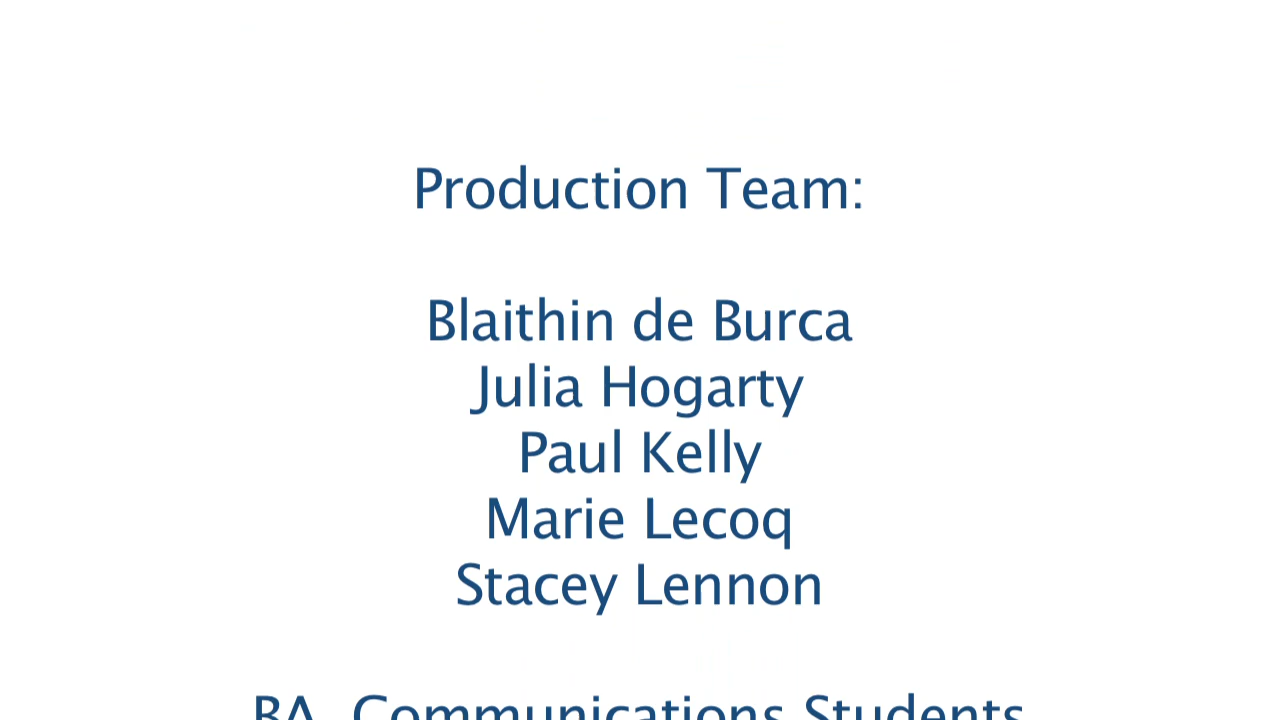 Production Team:
Blaithin de Burca
Julia Hogarty
Paul Kelly
Marie Lecoq
Stacey Lennon
BA. Communications Students